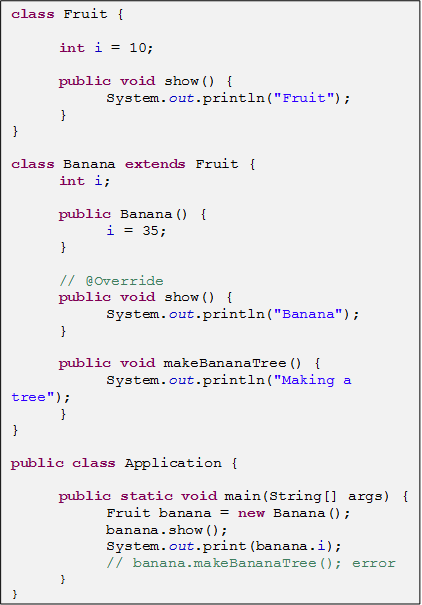 class Fruit {
int i = 10;
public void show() {
System.out.println("Fruit");
}
}
class Banana extends Fruit {
int i;
public Banana() {
i = 35;
}
// @Override
public void show() {
System.out.println("Banana");
}
public void makeBananaTree() {
System.out.println("Making a
tree");
}
}
public class Application {
public static void main(String[] args) {
Fruit banana = new Banana();
banana.show();
System.out.print(banana.i);
// banana.makeBananaTree(); error
}
}